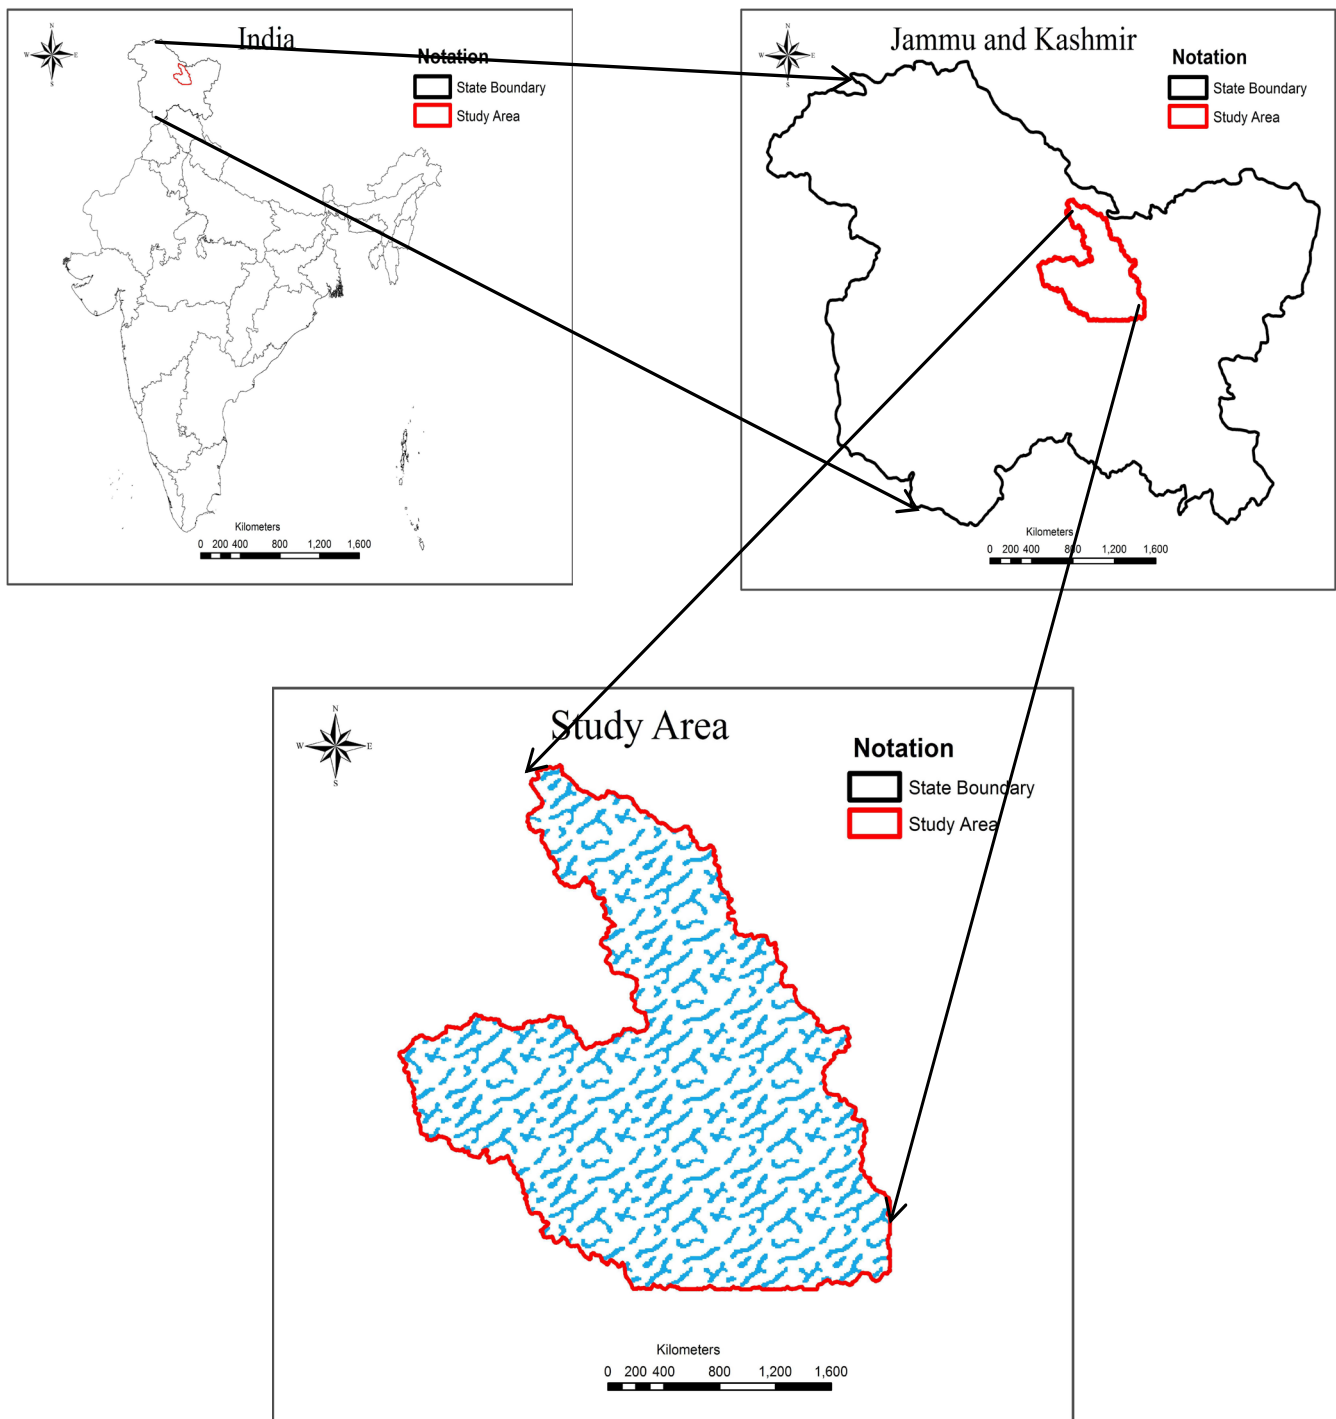 India
N
W E
S
Notation
State Boundary
Study Area
Kilometers
0 200 400 800 1,200 1,600
Jammu and Kashmir
N
W E
S
Notation
State Boundary
Study Area
Kilometers
0 200 400 800 1,200 1,600
Study Area
N
W E
S
Notation
State Boundary
Study Area
Kilometers
0 200 400 800 1,200 1,600